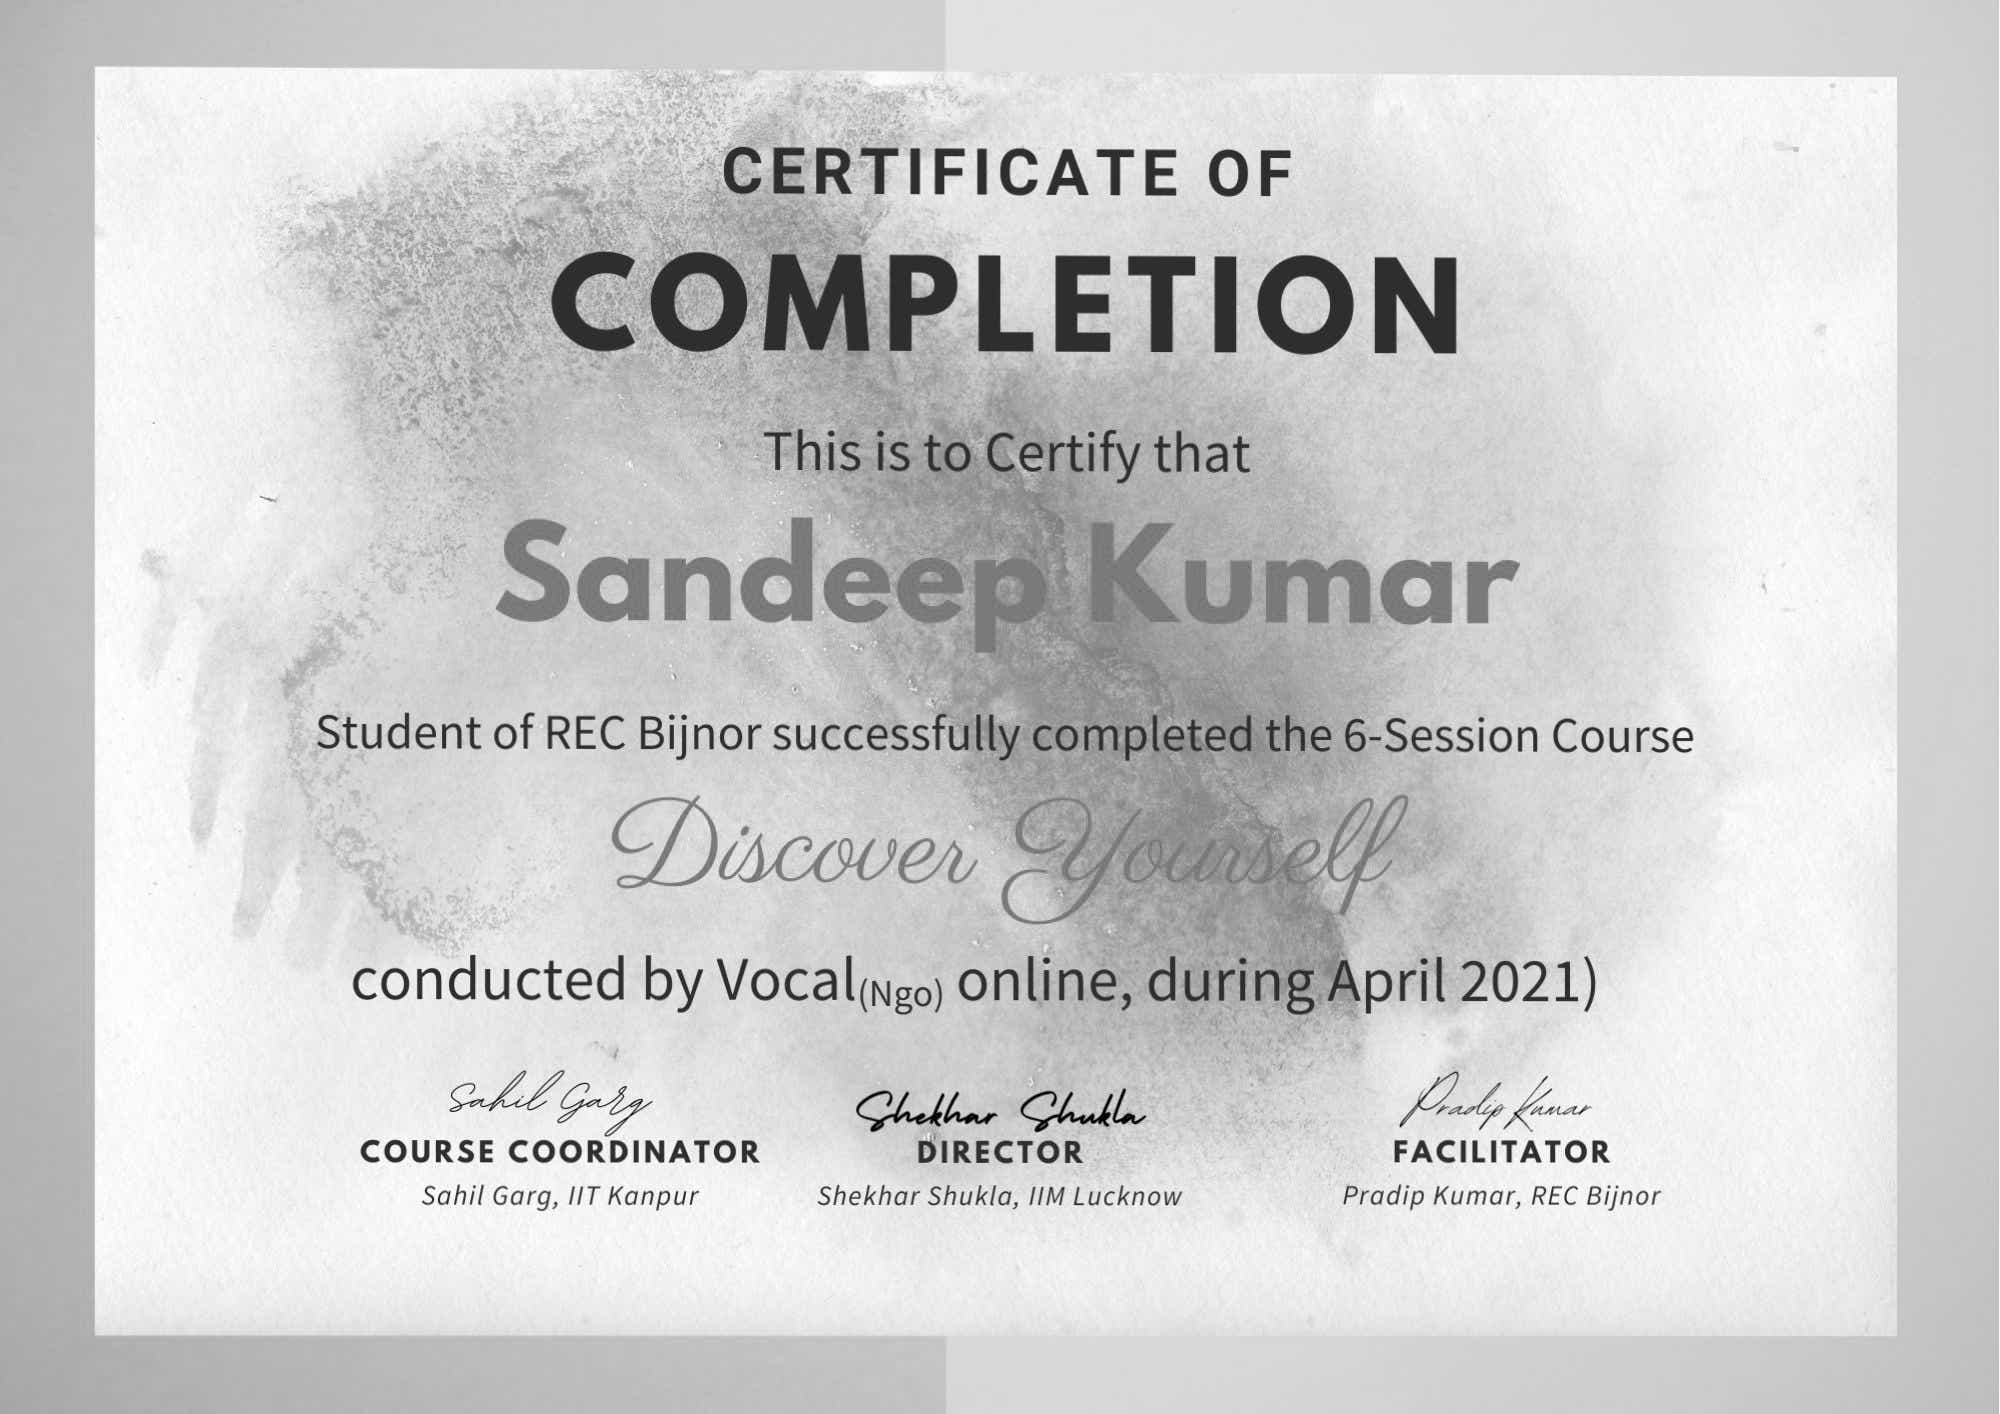 CERTIFICATE OF
COMPLETION
This is to Certify that
Sandeep Kumar
Student of REC Bijnor successfully completed the 6-Session Course
Discover Yourself
conducted by Vocal(Ngo) online, during April 2021)
Sahil Garg
COURSE COORDINATOR
Sahil Garg, IIT Kanpur
Shekhar Shukla
DIRECTOR
Shekhar Shukla, IIM Lucknow
Pradip Kumar
FACILITATOR
Pradip Kumar, REC Bijnor